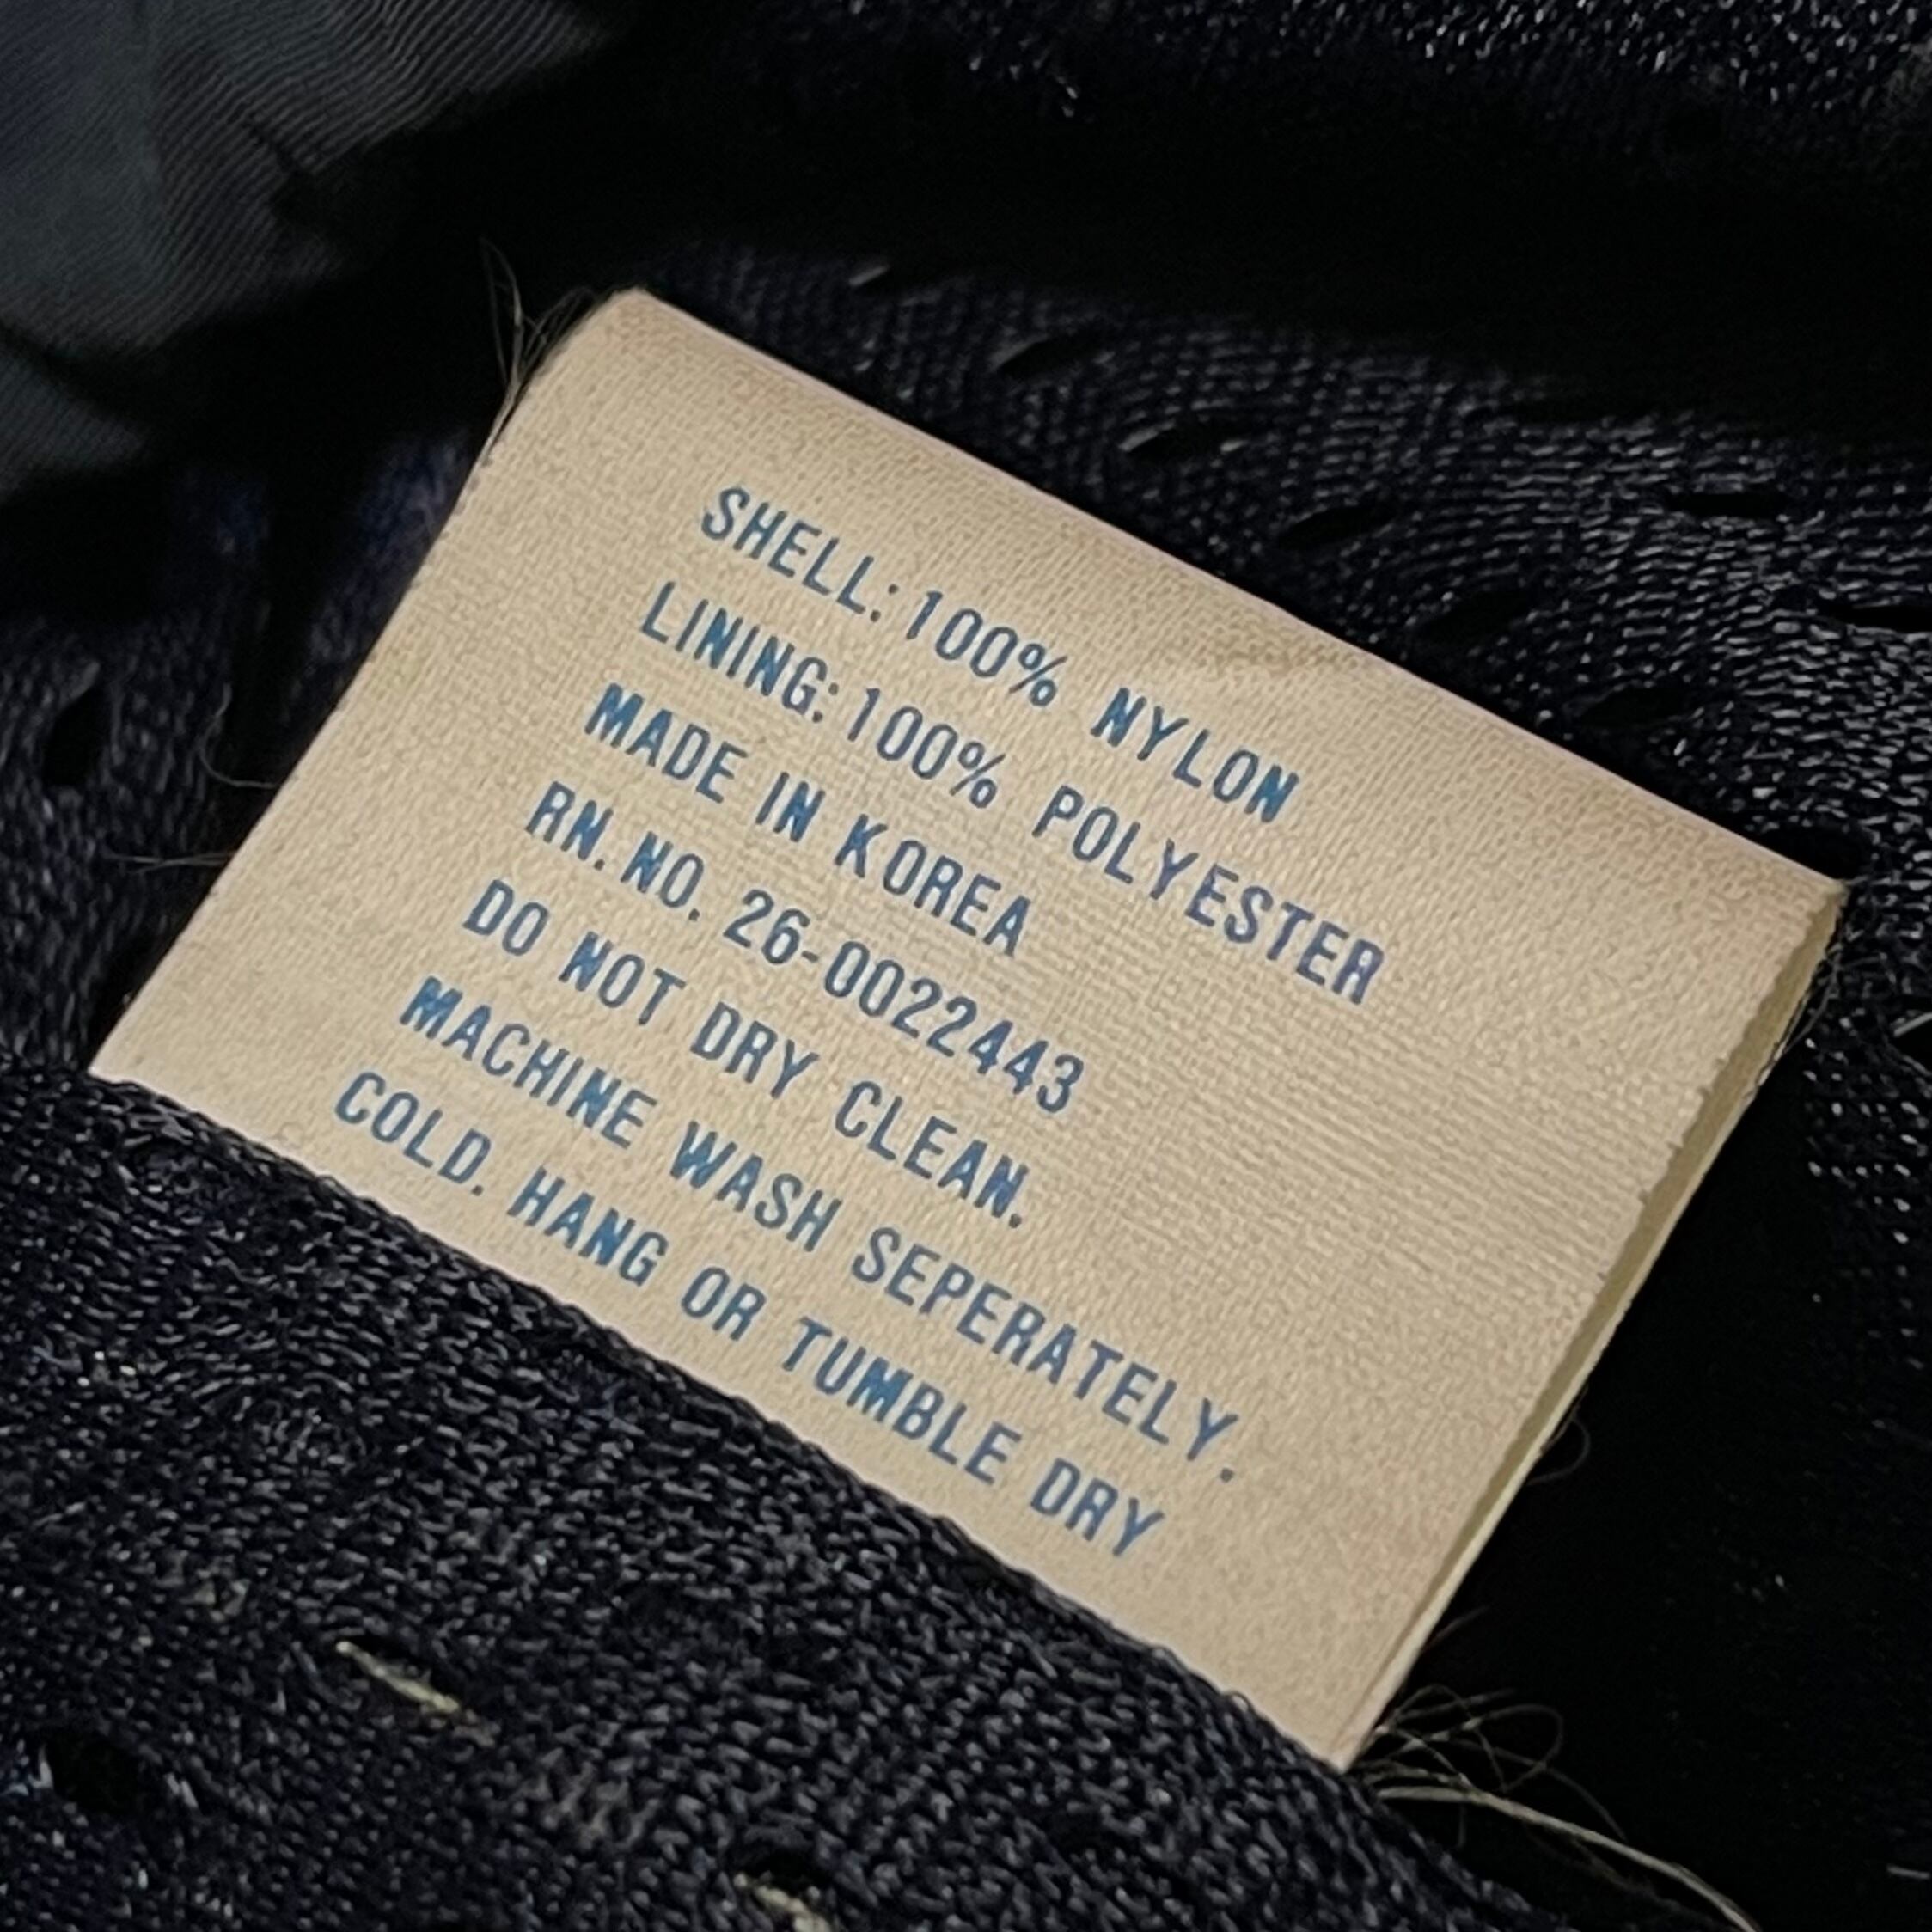 SHELL: 100% NYLON
LINING: 100% POLYESTER
MADE IN KOREA
RN. NO. 26-0022443
DO NOT DRY CLEAN.
MACHINE WASH SEPERATELY.
COLD. HANG OR TUMBLE DRY